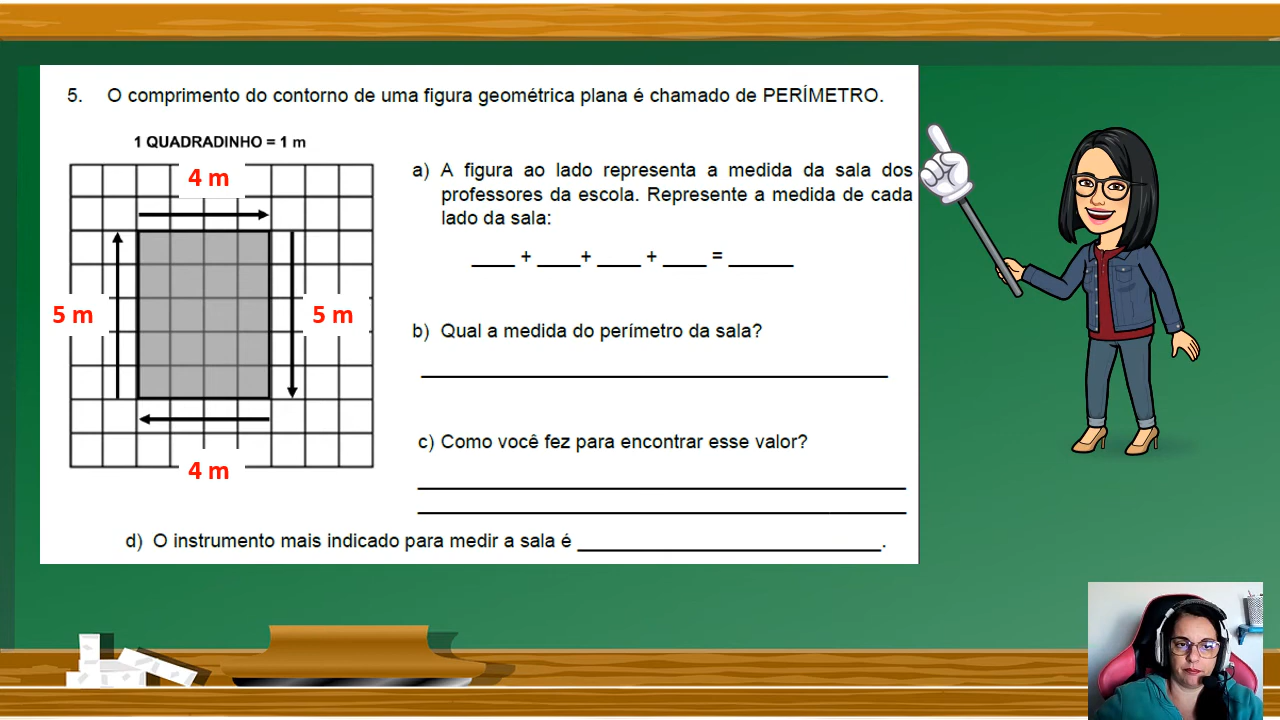 5. O comprimento do contorno de uma figura geométrica plana é chamado de PERÍMETRO.
1 QUADRADINHO = 1 m
4 m
5 m
5 m
4 m
a) A figura ao lado representa a medida da sala dos
professores da escola. Represente a medida de cada
lado da sala:
____ + ____+ ____ + ____ = ______
b) Qual a medida do perímetro da sala?
c) Como você fez para encontrar esse valor?
d) O instrumento mais indicado para medir a sala é ____________________________.